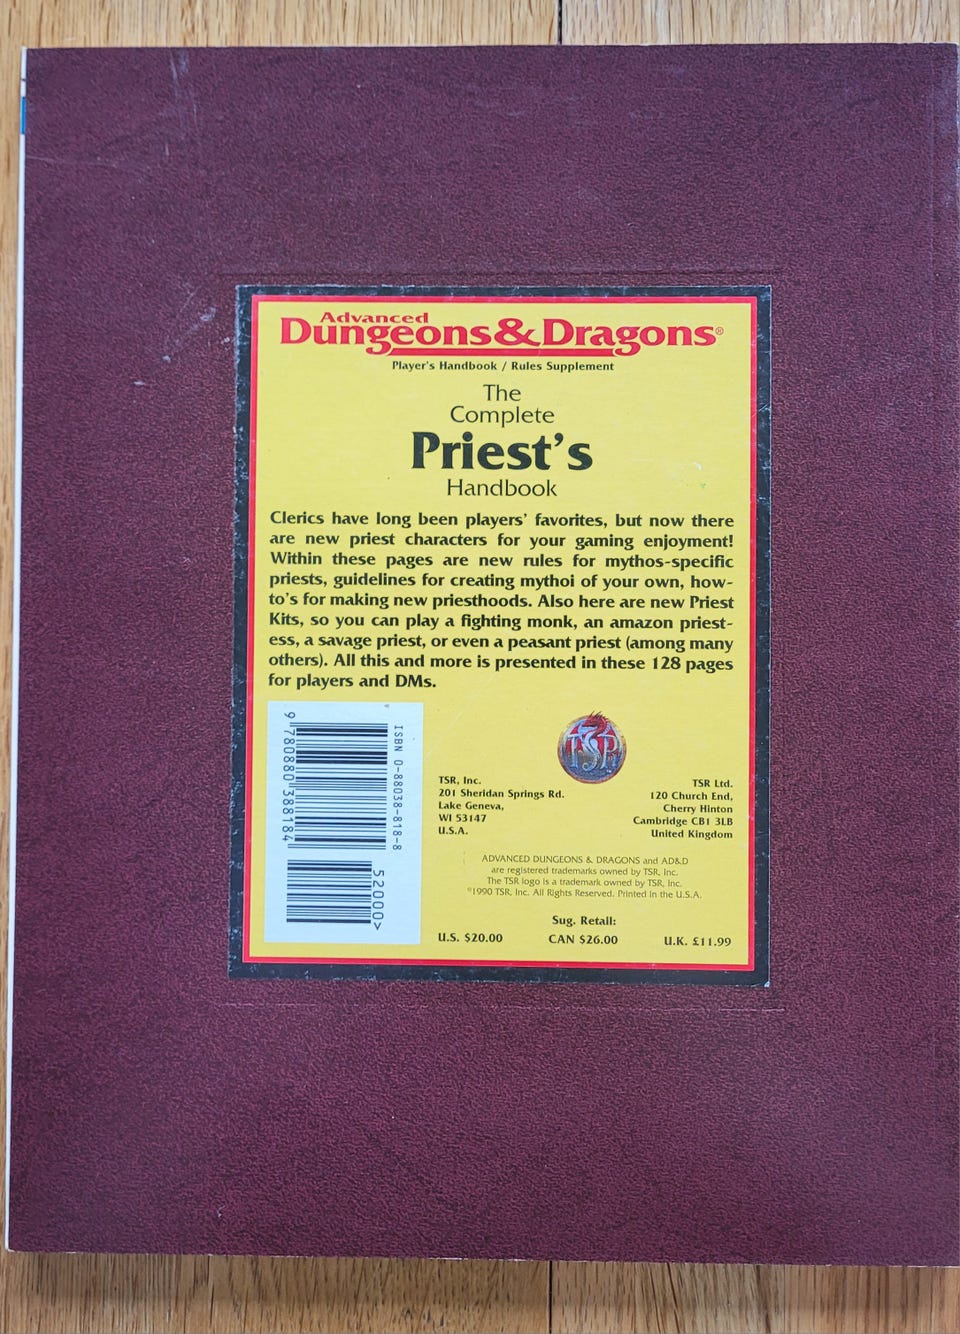 Advanced
Dungeons & Dragons®
Player's Handbook / Rules Supplement
The
Complete
Priest's
Handbook
Clerics have long been players' favorites, but now there
are new priest characters for your gaming enjoyment!
Within these pages are new rules for mythos-specific
priests, guidelines for creating mythoi of your own, how-
to's for making new priesthoods. Also here are new Priest
Kits, so you can play a fighting monk, an amazon priest-
ess, a savage priest, or even a peasant priest (among many
others). All this and more is presented in these 128 pages
for players and DMs.
ISBN 0-88038-818-8
9 780880 388184
52000>
TSR
TSR, Inc.
201 Sheridan Springs Rd.
Lake Geneva,
WI 53147
U.S.A.
TSR Ltd.
120 Church End,
Cherry Hinton
Cambridge CB1 3LB
United Kingdom
ADVANCED DUNGEONS & DRAGONS and AD&D
are registered trademarks owned by TSR, Inc.
The TSR logo is a trademark owned by TSR, Inc.
©1990 TSR, Inc. All Rights Reserved. Printed in the U.S.A.
Sug. Retail:
U.S. $20.00 CAN $26.00 U.K. £11.99